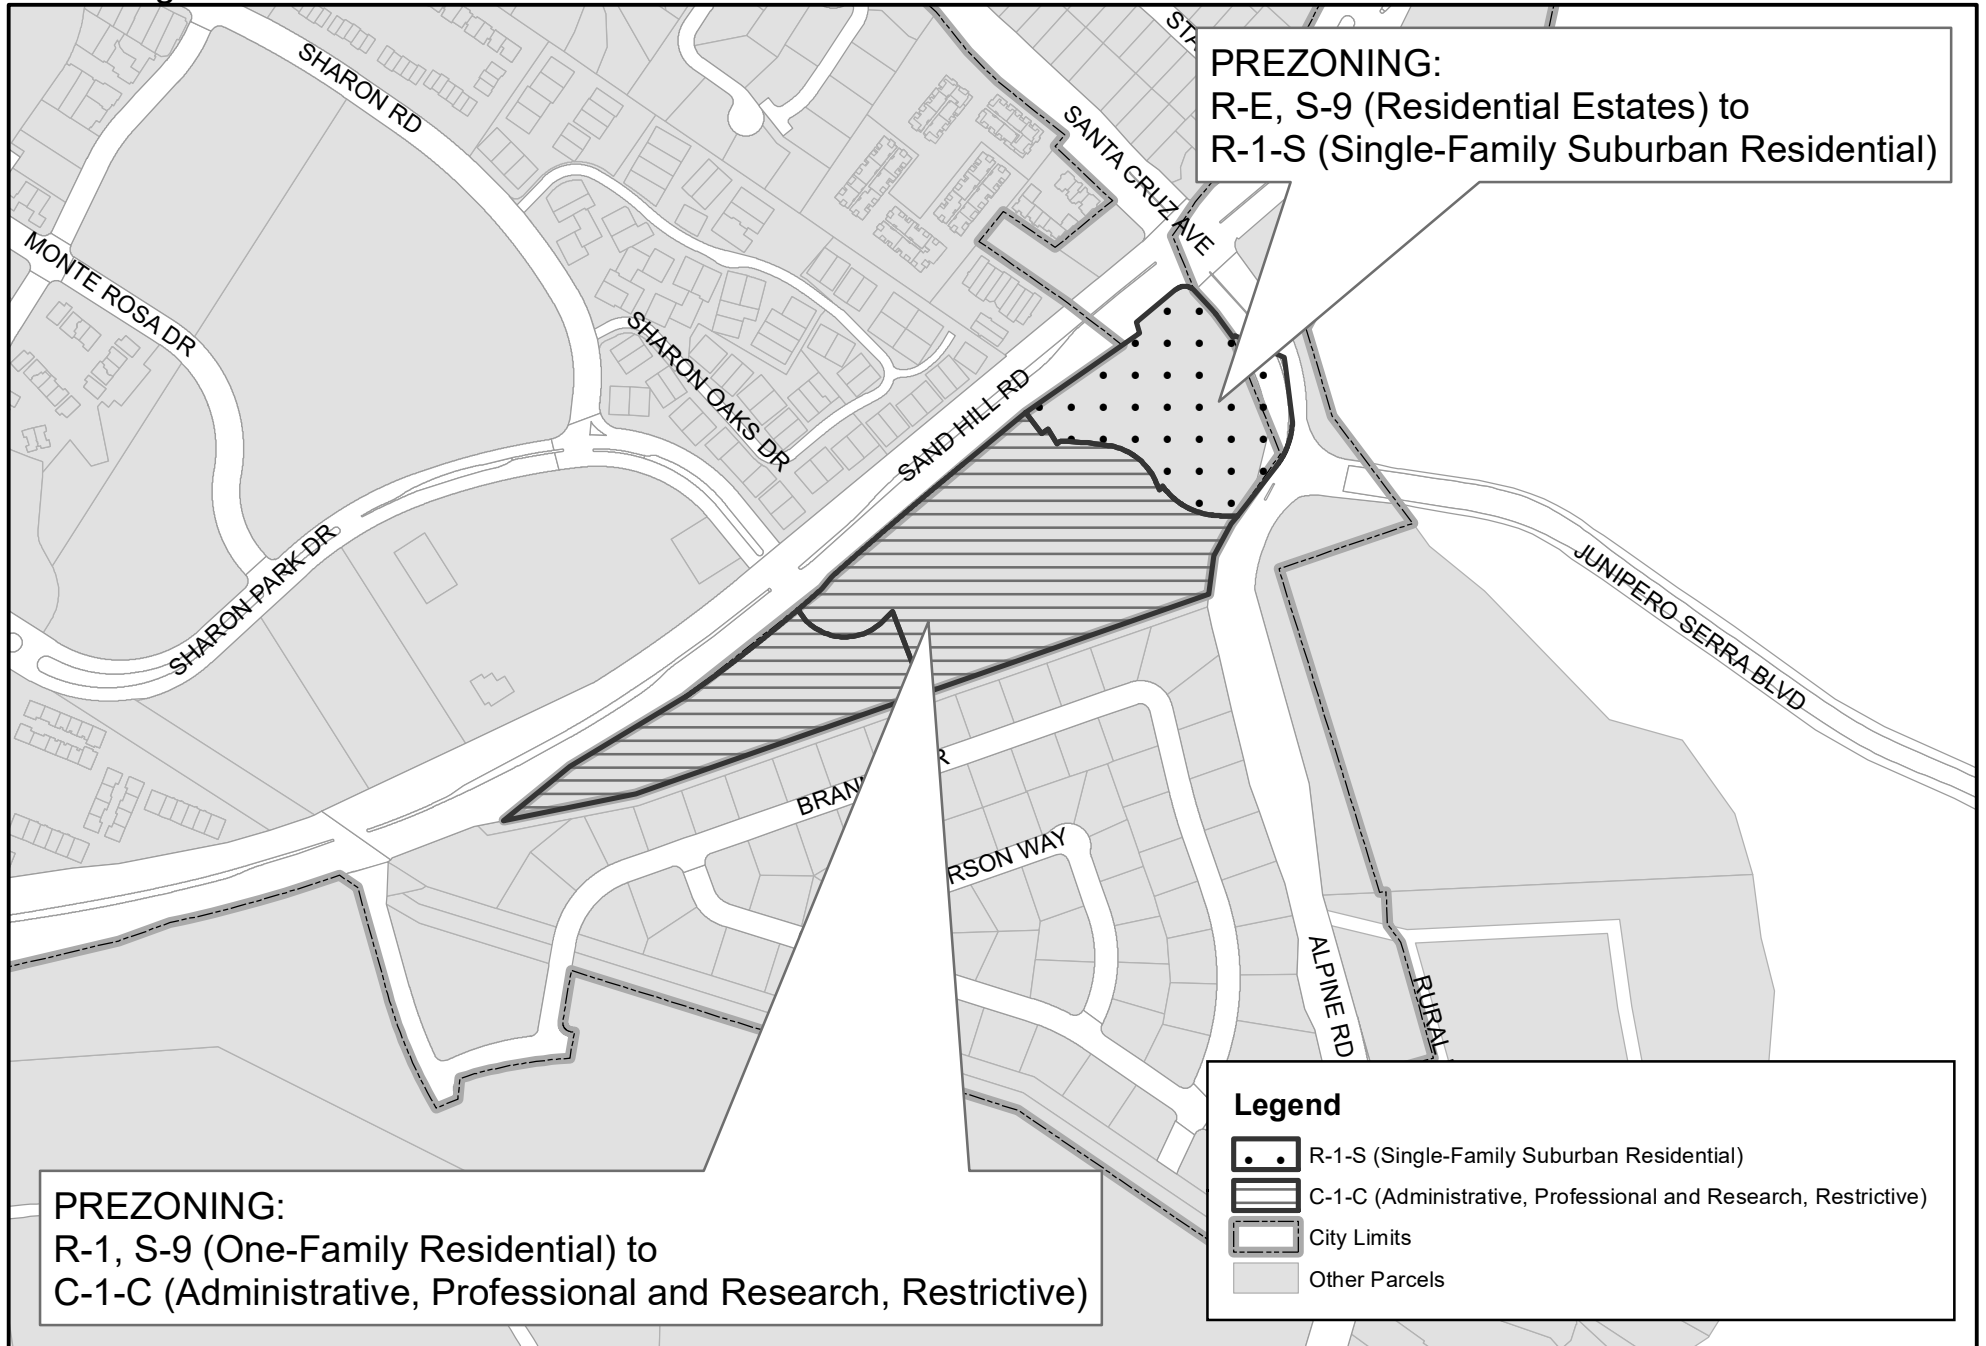 PREZONING:
R-E, S-9 (Residential Estates) to
R-1-S (Single-Family Suburban Residential)
SHARON RD
SANTA CRUZ AVE
MONTE ROSA DR
SHARON OAKS DR
SAND HILL RD
SHARON PARK DR
JUNIPERO SERRA BLVD
ALPINE RD
RURAL
PREZONING:
R-1, S-9 (One-Family Residential) to
C-1-C (Administrative, Professional and Research, Restrictive)
Legend
R-1-S (Single-Family Suburban Residential)
C-1-C (Administrative, Professional and Research, Restrictive)
City Limits
Other Parcels